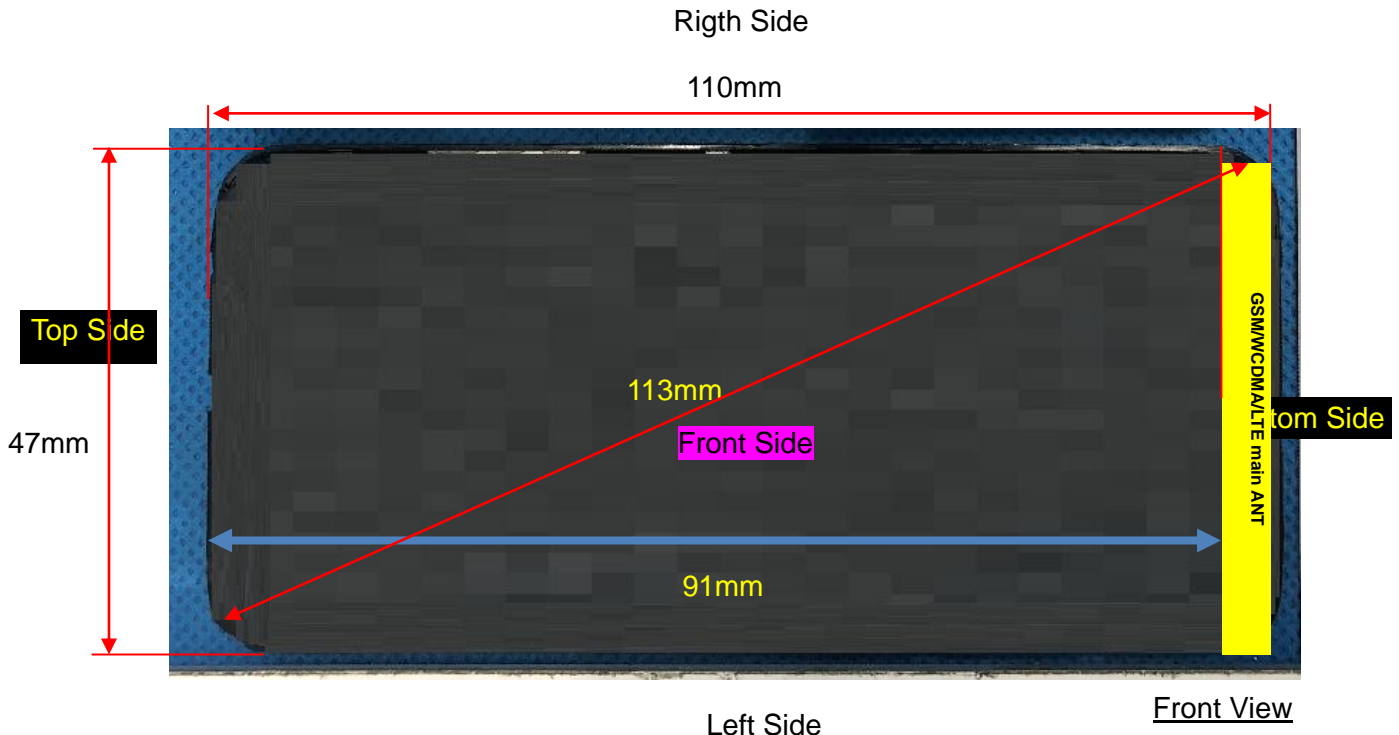 Rigth Side
110mm
Top Side
GSM/WCDMA/LTE main ANT
113mm
tom Side
47mm
Front Side
91mm
Front View
Left Side